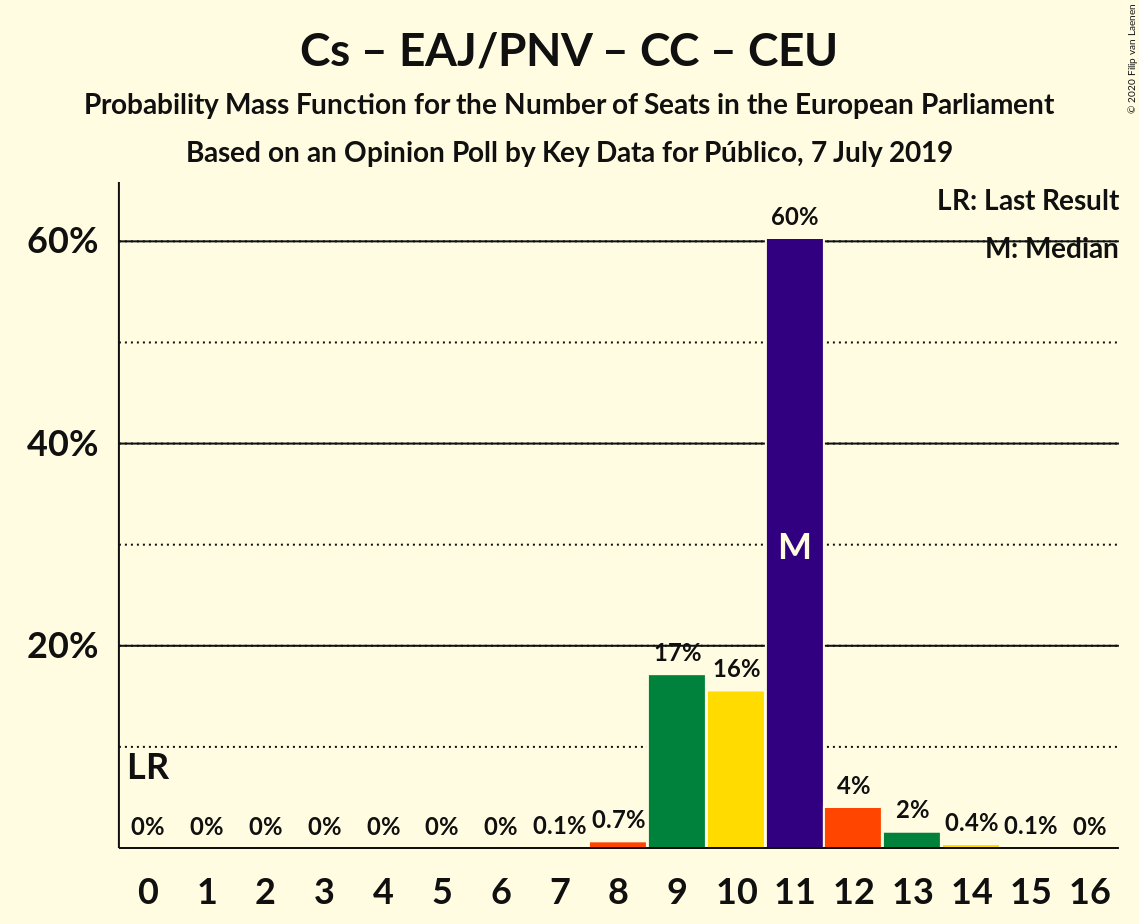 Cs – EAJ/PNV – CC – CEU
Probability Mass Function for the Number of Seats in the European Parliament
Based on an Opinion Poll by Key Data for Público, 7 July 2019
© 2020 Filip van Laenen
LR: Last Result
M: Median
60%
40%
20%
60%
M
17%
16%
LR
0% 0% 0% 0% 0% 0% 0% 0.1% 0.7% 4% 2% 0.4% 0.1% 0%
0 1 2 3 4 5 6 7 8 9 10 11 12 13 14 15 16